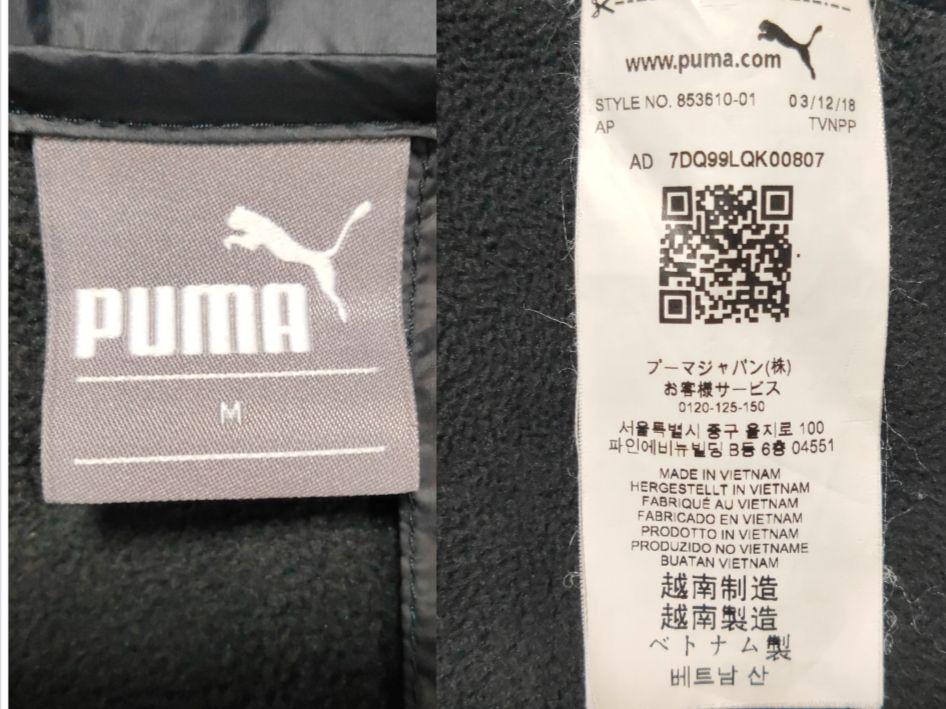 PUMA
M
www.puma.com
STYLE NO. 853610-01 03/12/18
AP TVNPP
AD 7DQ99LQK00807
プーマジャパン(株)
お客様サービス
0120-125-150
서울특별시 중구 을지로 100
파인에비뉴빌딩 B동 6층 04551
MADE IN VIETNAM
HERGESTELLT IN VIETNAM
FABRIQUÉ AU VIETNAM
FABRICADO EN VIETNAM
PRODOTTO IN VIETNAM
PRODUZIDO NO VIETNAME
BUATAN VIETNAM
越南制造
越南製造
ベトナム製
베트남 산